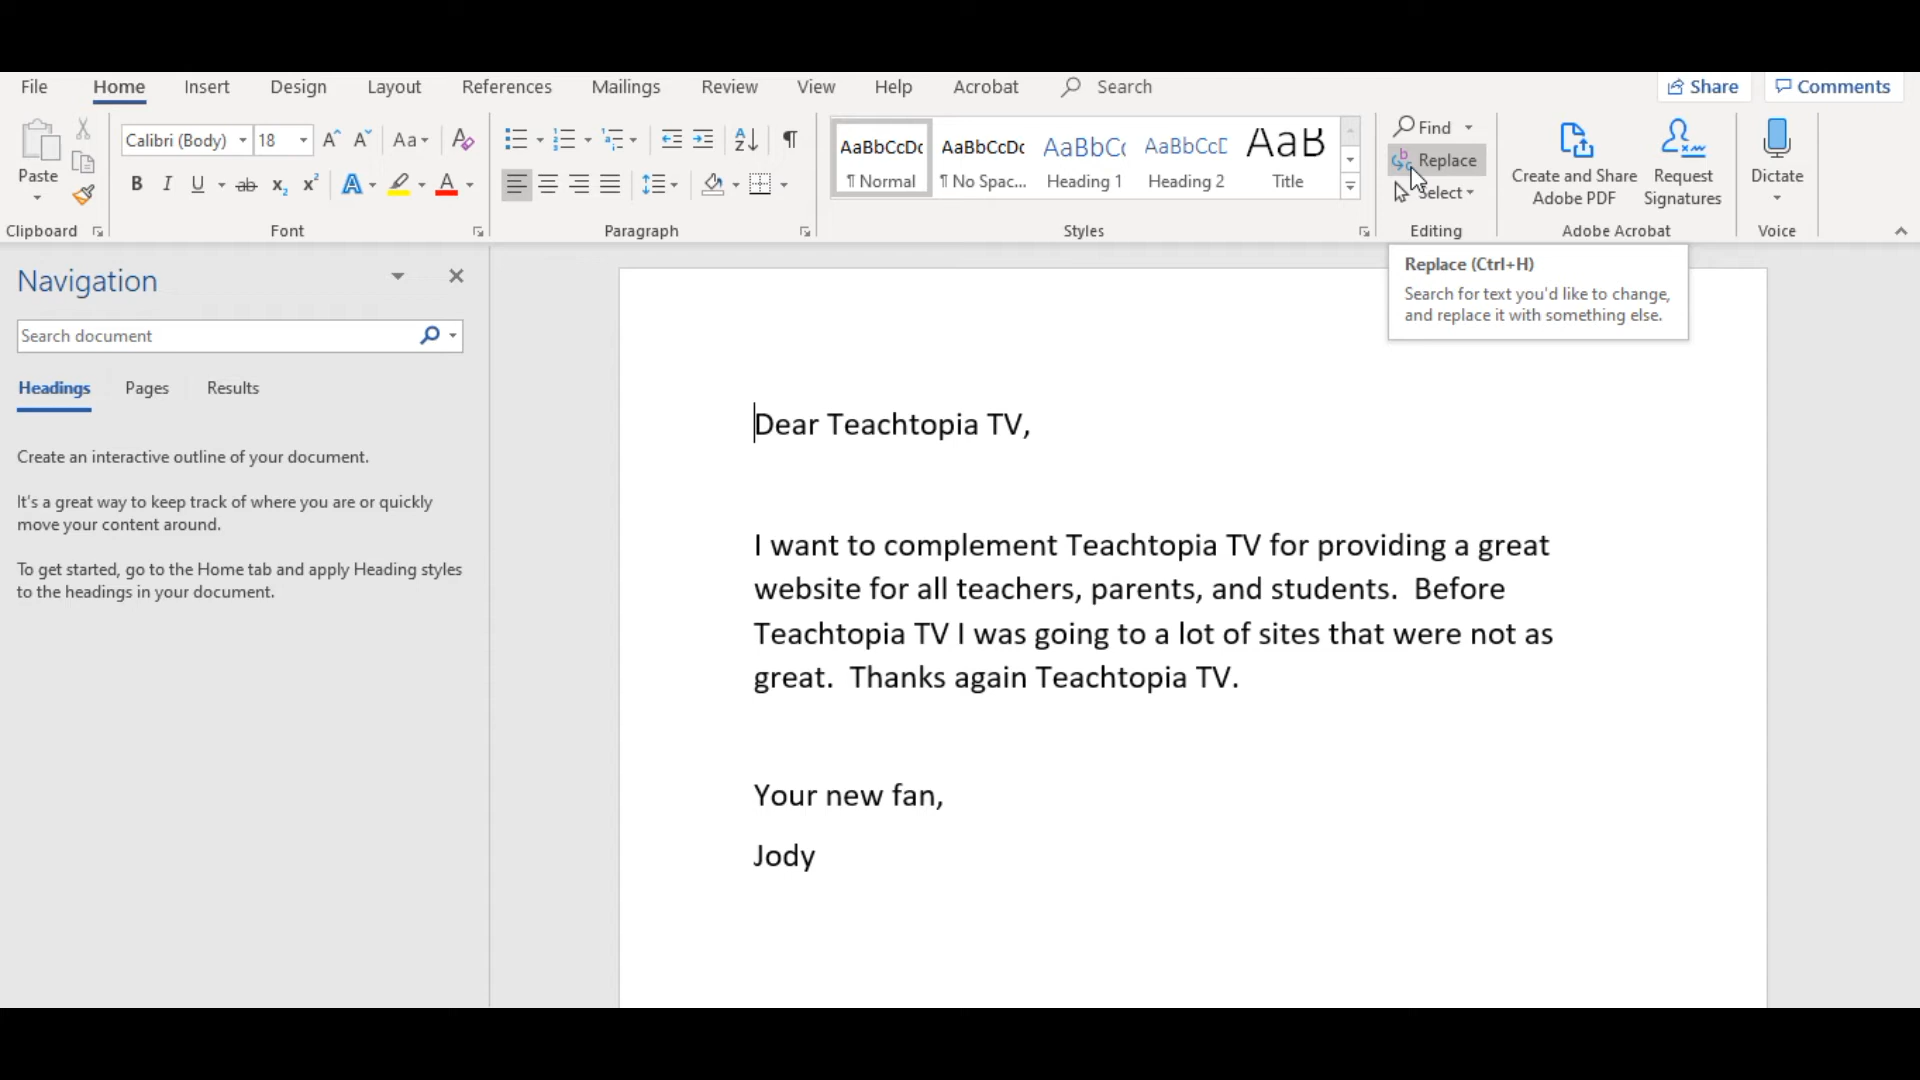 File Home Insert Design Layout References Mailings Review View Help Acrobat Search Share Comments
Paste
Clipboard
Calibri (Body) 18 Aa
B I U ab x₂ x² A A
Font
Paragraph
AaBbCcDc AaBbCcDc AaBbCc AaBbCcD AaB
¶ Normal ¶ No Spac... Heading 1 Heading 2 Title
Styles
Find
Replace
Select
Editing
Create and Share
Adobe PDF
Request
Signatures
Adobe Acrobat
Dictate
Voice
Replace (Ctrl+H)
Search for text you'd like to change,
and replace it with something else.
Navigation
Search document
Headings Pages Results
Create an interactive outline of your document.
It's a great way to keep track of where you are or quickly
move your content around.
To get started, go to the Home tab and apply Heading styles
to the headings in your document.
Dear Teachtopia TV,
I want to complement Teachtopia TV for providing a great
website for all teachers, parents, and students.  Before
Teachtopia TV I was going to a lot of sites that were not as
great.  Thanks again Teachtopia TV.
Your new fan,
Jody